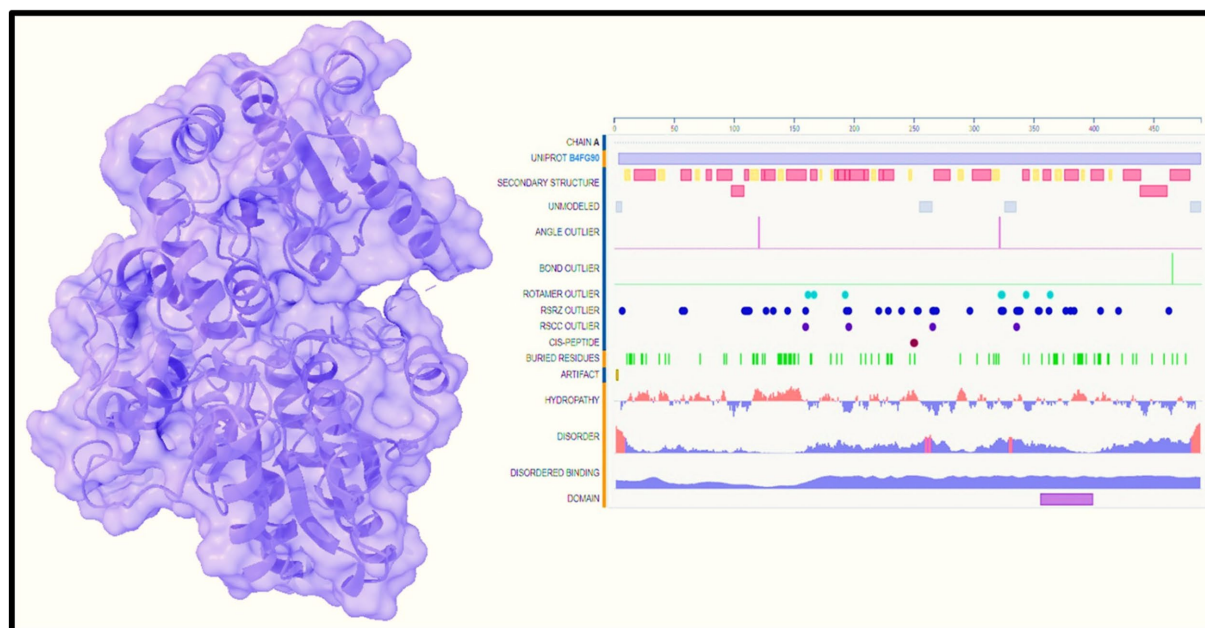 0 50 100 150 200 250 300 350 400 450
CHAIN A
UNIPROT B4FG90
SECONDARY STRUCTURE
UNMODELED
ANGLE OUTLIER
BOND OUTLIER
ROTAMER OUTLIER
RSRZ OUTLIER
RSCC OUTLIER
CIS-PEPTIDE
BURIED RESIDUES
ARTIFACT
HYDROPATHY
DISORDER
DISORDERED BINDING
DOMAIN